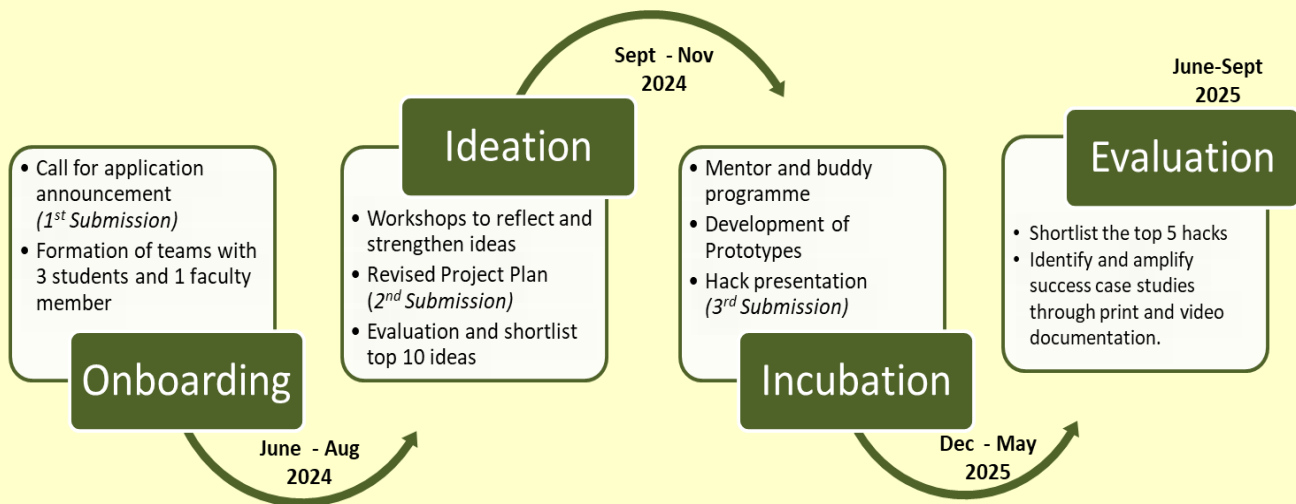 Onboarding
• Call for application
announcement
(1st Submission)
• Formation of teams with
3 students and 1 faculty
member
June - Aug
2024
Ideation
• Workshops to reflect and
strengthen ideas
• Revised Project Plan
(2nd Submission)
• Evaluation and shortlist
top 10 ideas
Sept - Nov
2024
Incubation
• Mentor and buddy
programme
• Development of
Prototypes
• Hack presentation
(3rd Submission)
Dec - May
2025
Evaluation
• Shortlist the top 5 hacks
• Identify and amplify
success case studies
through print and video
documentation.
June-Sept
2025